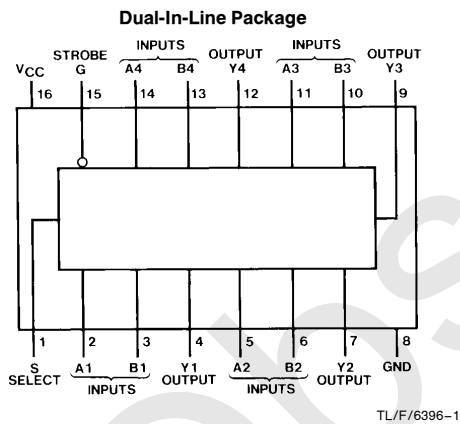 Dual-In-Line Package
STROBE INPUTS OUTPUT INPUTS OUTPUT
VCC G A4 B4 Y4 A3 B3 Y3
16 15 14 13 12 11 10 9
1 2 3 4 5 6 7 8
S A1 B1 Y1 A2 B2 Y2 GND
SELECT INPUTS OUTPUT INPUTS OUTPUT
TL/F/6396–1
obs